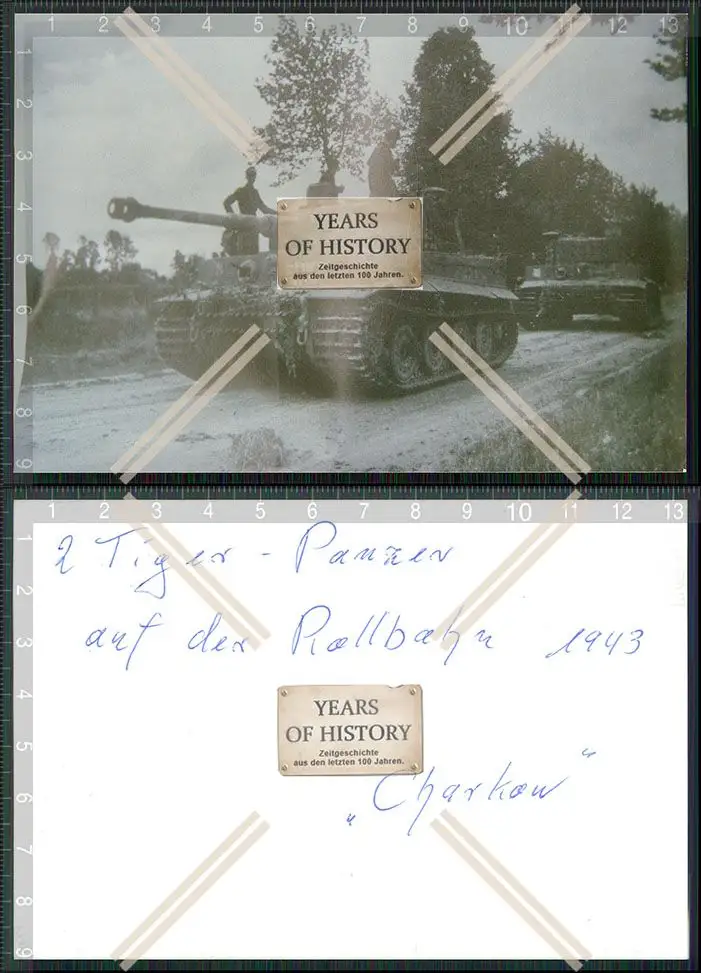 1 2 3 4 5 6 7 8 9 10 11 12 13
1
2
3
4
5
6
7
8
9
YEARS
OF HISTORY
Zeitgeschichte
aus den letzten 100 Jahren.
1 2 3 4 5 6 7 8 9 10 11 12 13
1
2
3
4
5
6
7
8
9
2 Tiger - Panzer
auf der Rollbahn 1943
YEARS
OF HISTORY
Zeitgeschichte
aus den letzten 100 Jahren.
„Charkow"